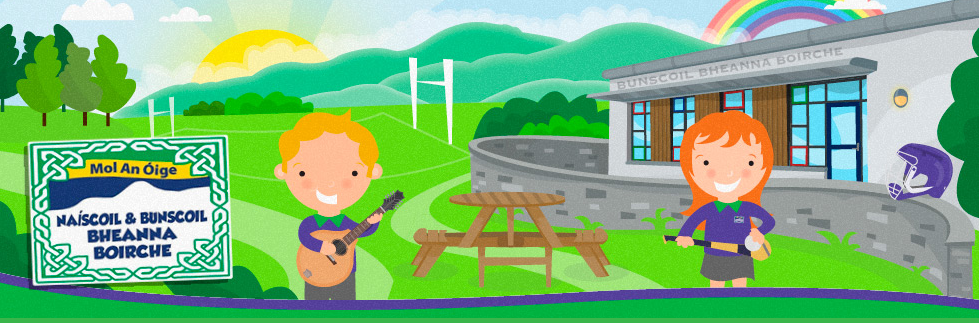 BUNSCOIL BHEANNA BOIRCHE
Mol An Óige
NAÍSCOIL & BUNSCOIL
BHEANNA
BOIRCHE